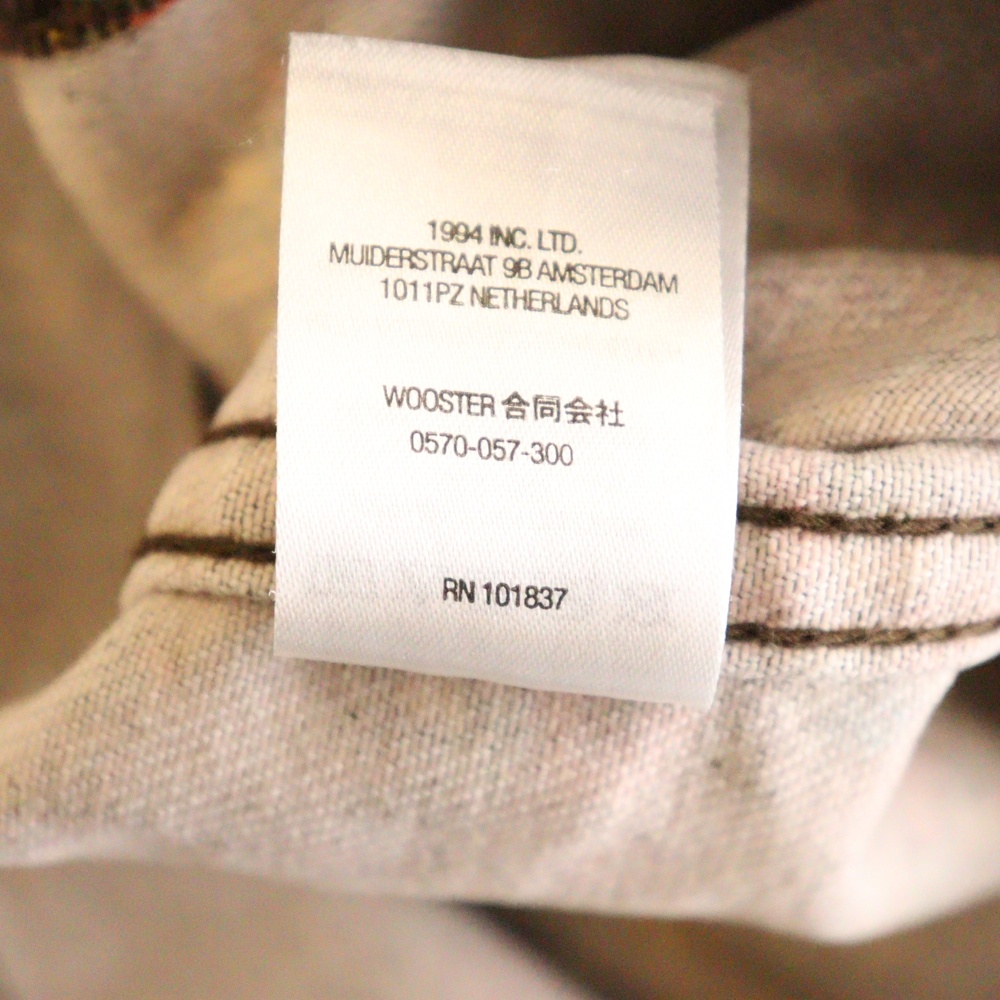 1994 INC. LTD.
MUIDERSTRAAT 9B AMSTERDAM
1011PZ NETHERLANDS
WOOSTER 合同会社
0570-057-300
RN 101837